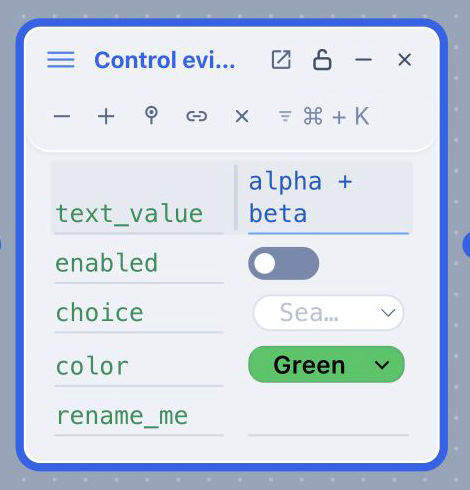 Control evi...
⌘ + K
text_value alpha +
beta
enabled
choice Sea...
color Green
rename_me